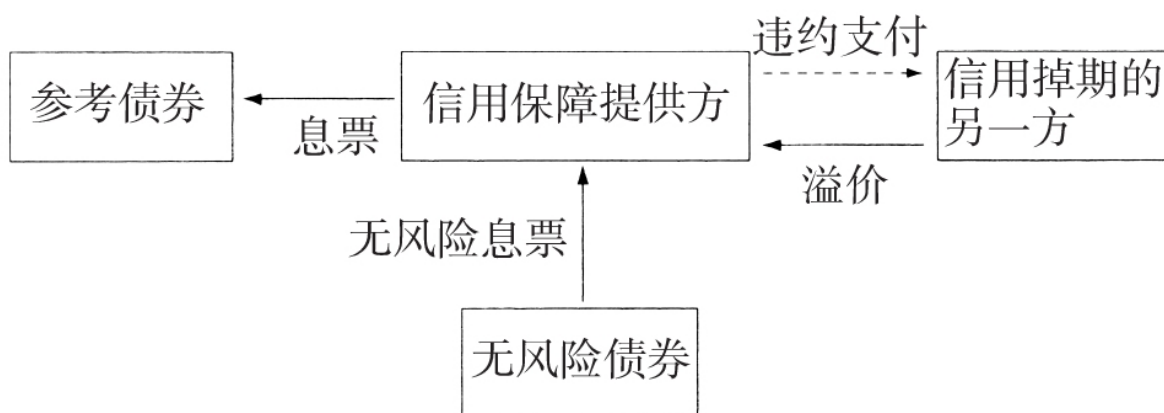 违约支付
参考债券
信用保障提供方
信用掉期的
另一方
息票
溢价
无风险息票
无风险债券